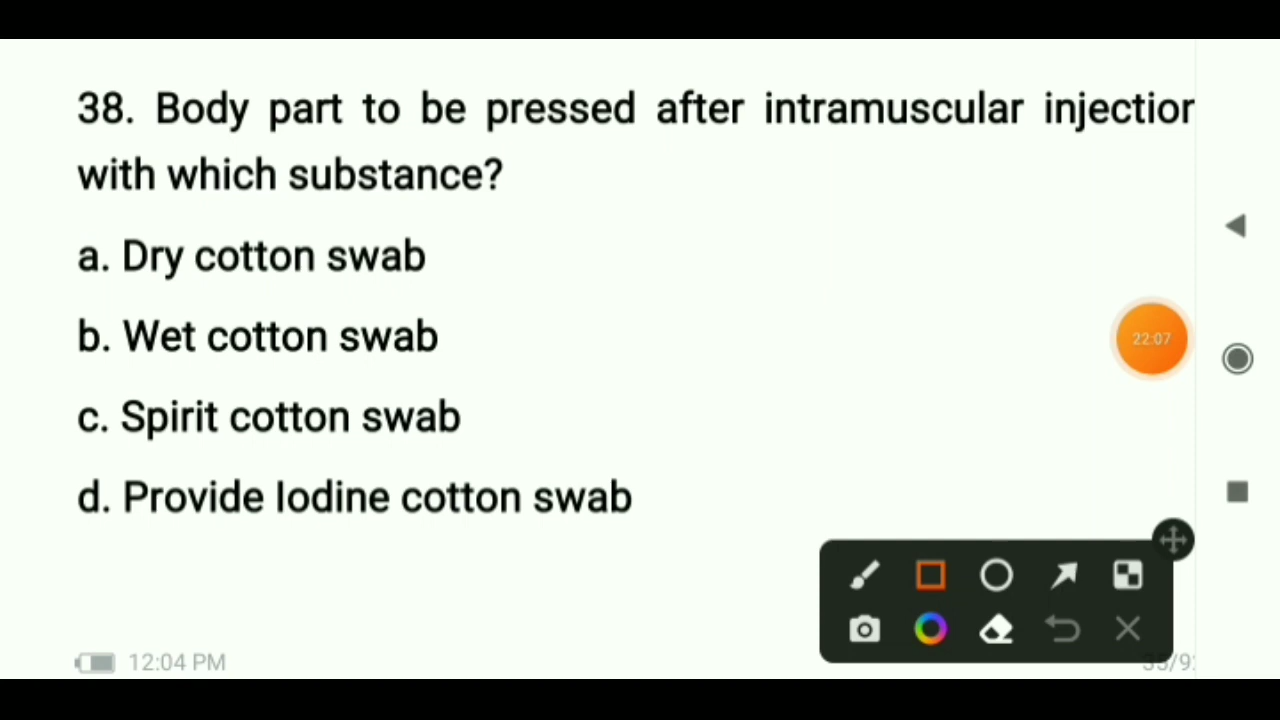 38. Body part to be pressed after intramuscular injection
with which substance?
a. Dry cotton swab
22:07
b. Wet cotton swab
c. Spirit cotton swab
d. Provide Iodine cotton swab
12:04 PM